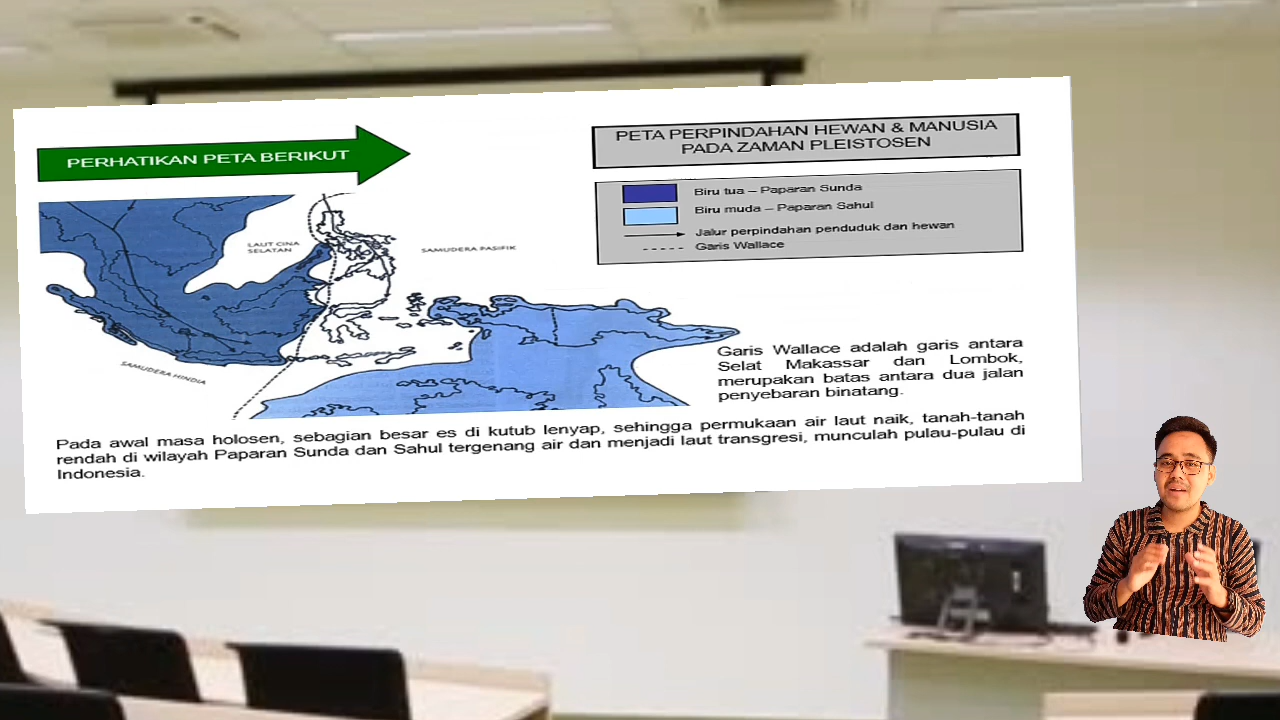 PERHATIKAN PETA BERIKUT
PETA PERPINDAHAN HEWAN & MANUSIA
PADA ZAMAN PLEISTOSEN
Biru tua – Paparan Sunda
Biru muda – Paparan Sahul
Jalur perpindahan penduduk dan hewan
Garis Wallace
LAUT CINA
SELATAN
SAMUDERA PASIFIK
SAMUDERA HINDIA
Garis Wallace adalah garis antara
Selat Makassar dan Lombok,
merupakan batas antara dua jalan
penyebaran binatang.
Pada awal masa holosen, sebagian besar es di kutub lenyap, sehingga permukaan air laut naik, tanah-tanah
rendah di wilayah Paparan Sunda dan Sahul tergenang air dan menjadi laut transgresi, munculah pulau-pulau di
Indonesia.